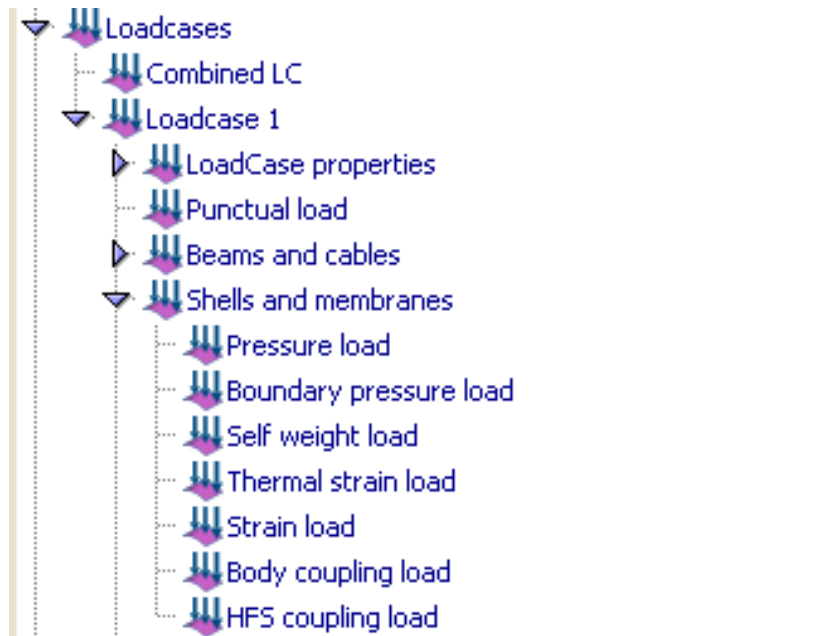 Loadcases
Combined LC
Loadcase 1
LoadCase properties
Punctual load
Beams and cables
Shells and membranes
Pressure load
Boundary pressure load
Self weight load
Thermal strain load
Strain load
Body coupling load
HFS coupling load